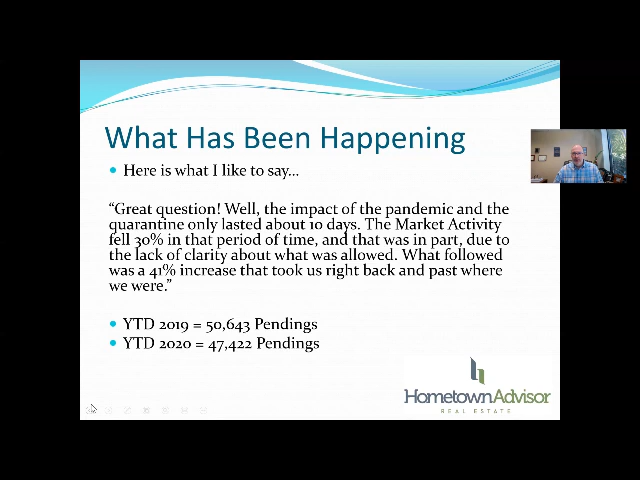 What Has Been Happening
Here is what I like to say...
“Great question! Well, the impact of the pandemic and the
quarantine only lasted about 10 days. The Market Activity
fell 30% in that period of time, and that was in part, due to
the lack of clarity about what was allowed. What followed
was a 41% increase that took us right back and past where
we were.”
YTD 2019 = 50,643 Pendings
YTD 2020 = 47,422 Pendings
HometownAdvisor
REAL ESTATE